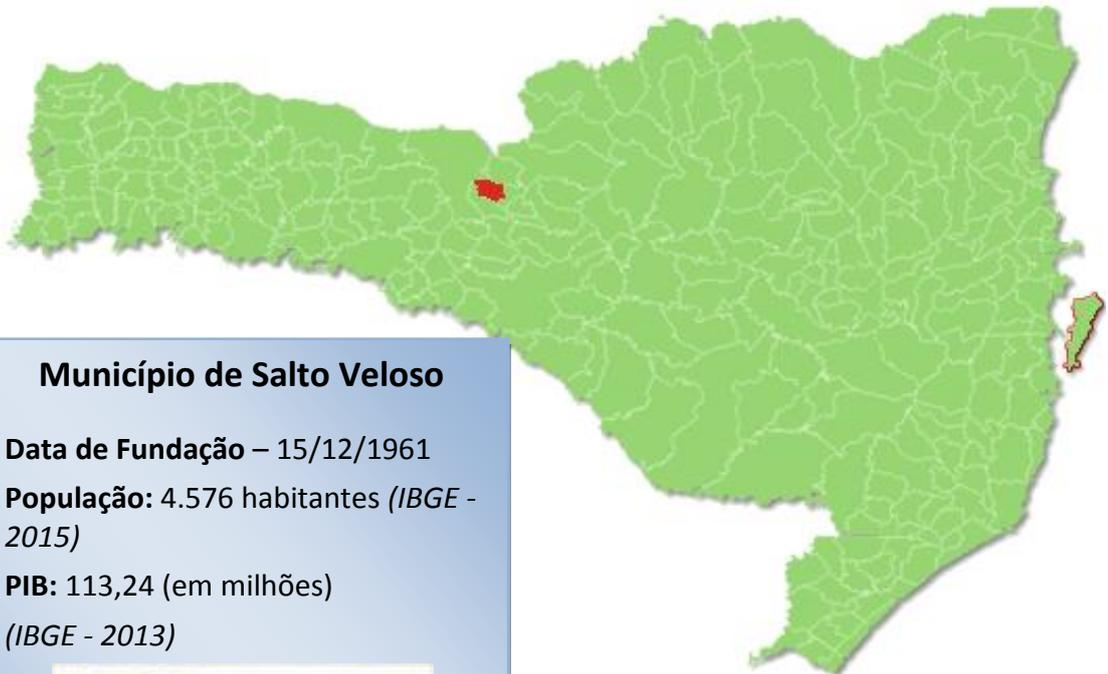 Município de Salto Veloso
Data de Fundação – 15/12/1961
População: 4.576 habitantes (IBGE -
2015)
PIB: 113,24 (em milhões)
(IBGE - 2013)